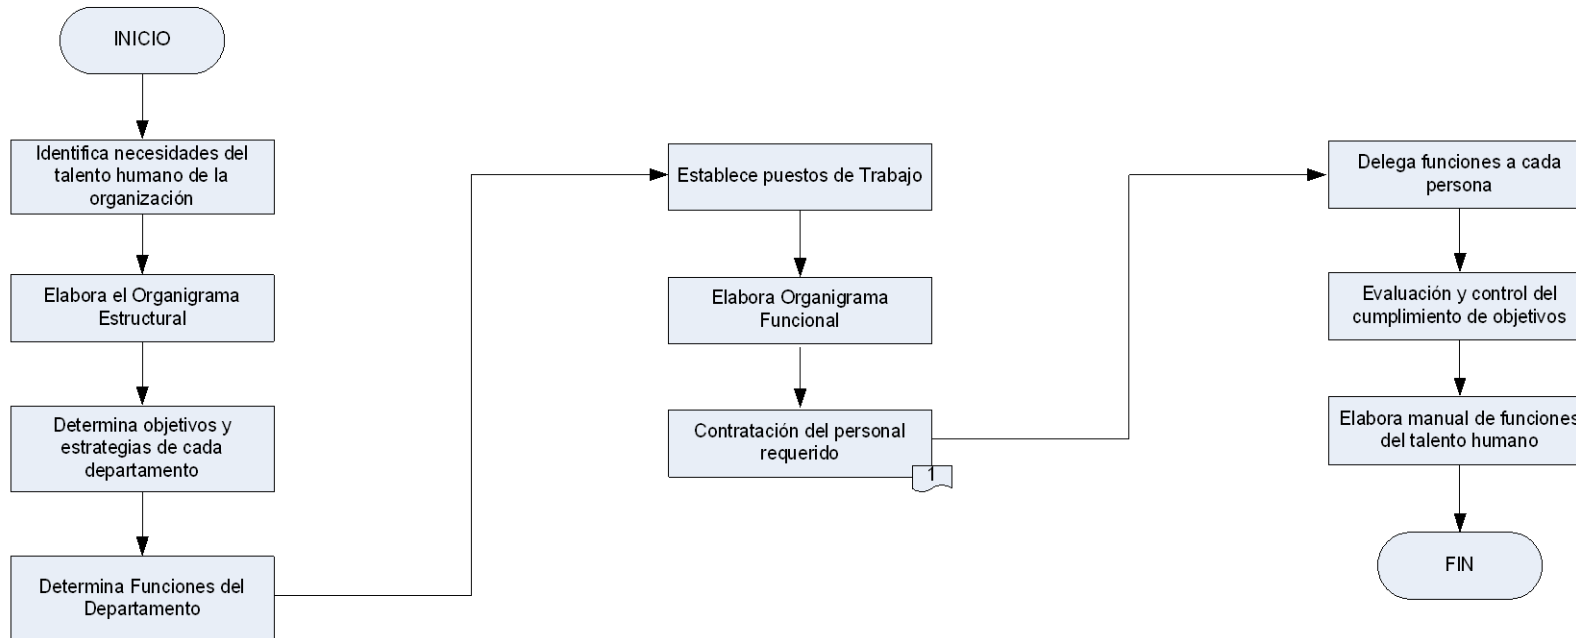 INICIO
Identifica necesidades del
talento humano de la
organización
Elabora el Organigrama
Estructural
Determina objetivos y
estrategias de cada
departamento
Determina Funciones del
Departamento
Establece puestos de Trabajo
Elabora Organigrama
Funcional
Contratación del personal
requerido
1
Delega funciones a cada
persona
Evaluación y control del
cumplimiento de objetivos
Elabora manual de funciones
del talento humano
FIN